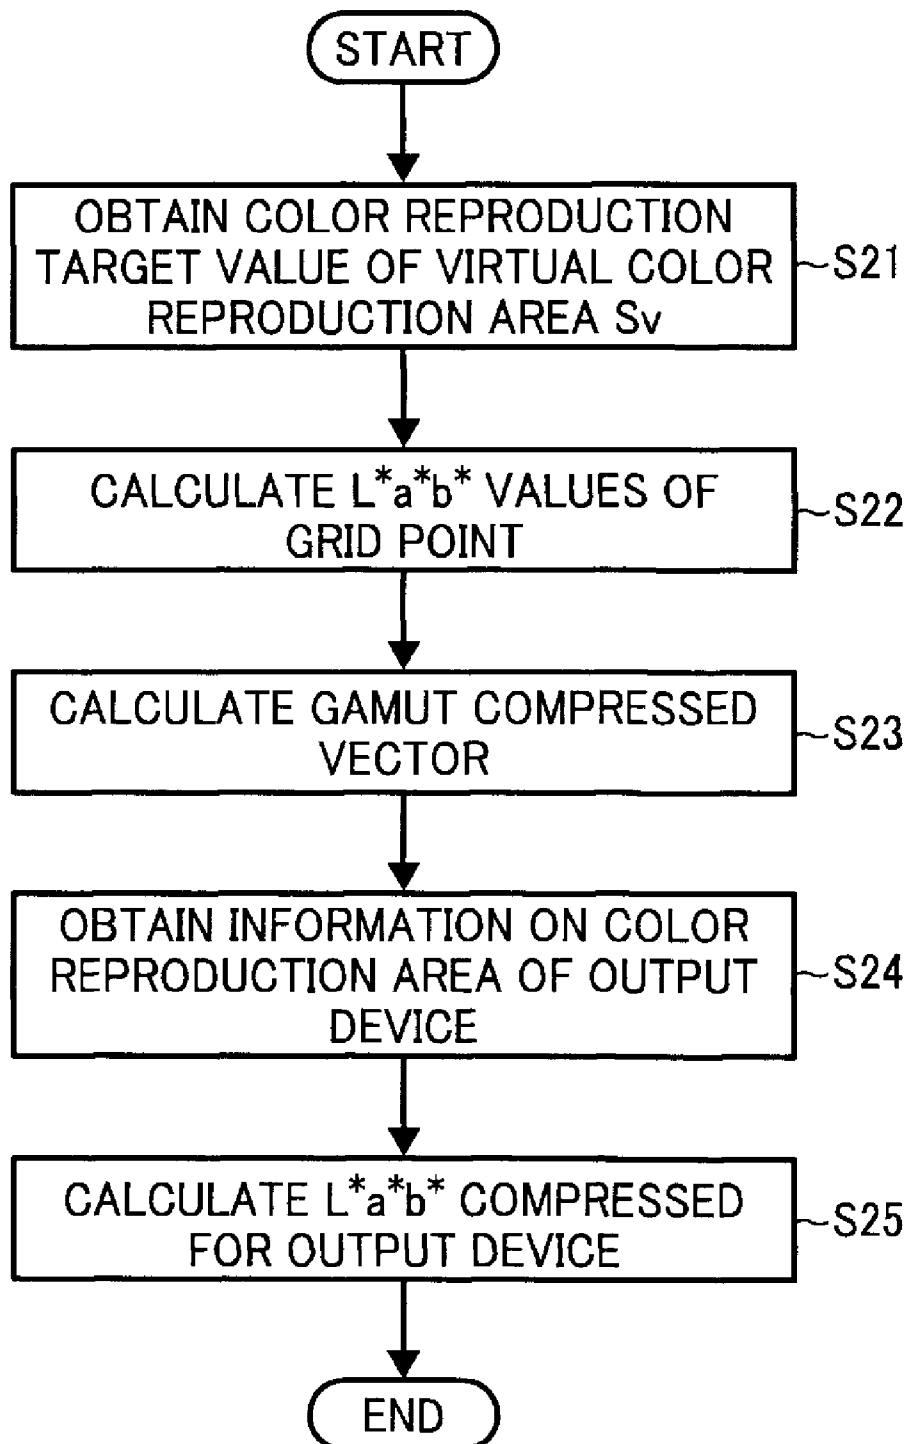 START
OBTAIN COLOR REPRODUCTION
TARGET VALUE OF VIRTUAL COLOR
REPRODUCTION AREA Sv
S21
CALCULATE L*a*b* VALUES OF
GRID POINT
S22
CALCULATE GAMUT COMPRESSED
VECTOR
S23
OBTAIN INFORMATION ON COLOR
REPRODUCTION AREA OF OUTPUT
DEVICE
S24
CALCULATE L*a*b* COMPRESSED
FOR OUTPUT DEVICE
S25
END